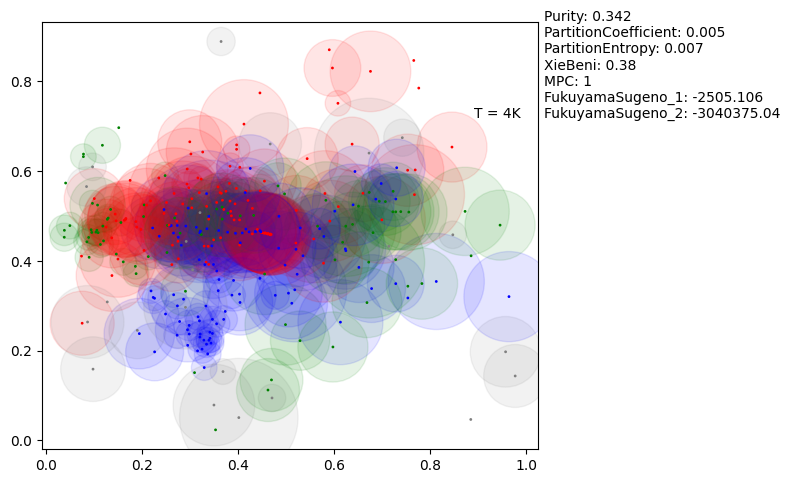 Purity: 0.342
PartitionCoefficient: 0.005
PartitionEntropy: 0.007
XieBeni: 0.38
MPC: 1
FukuyamaSugeno_1: -2505.106
FukuyamaSugeno_2: -3040375.04
T = 4K
0.8
0.6
0.4
0.2
0.0
0.0 0.2 0.4 0.6 0.8 1.0